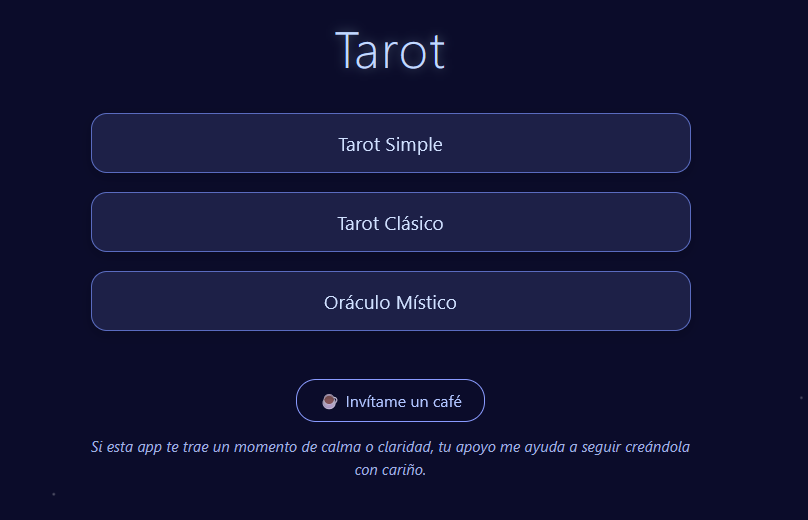 Tarot
Tarot Simple
Tarot Clásico
Oráculo Místico
Invítame un café
Si esta app te trae un momento de calma o claridad, tu apoyo me ayuda a seguir creándola
con cariño.